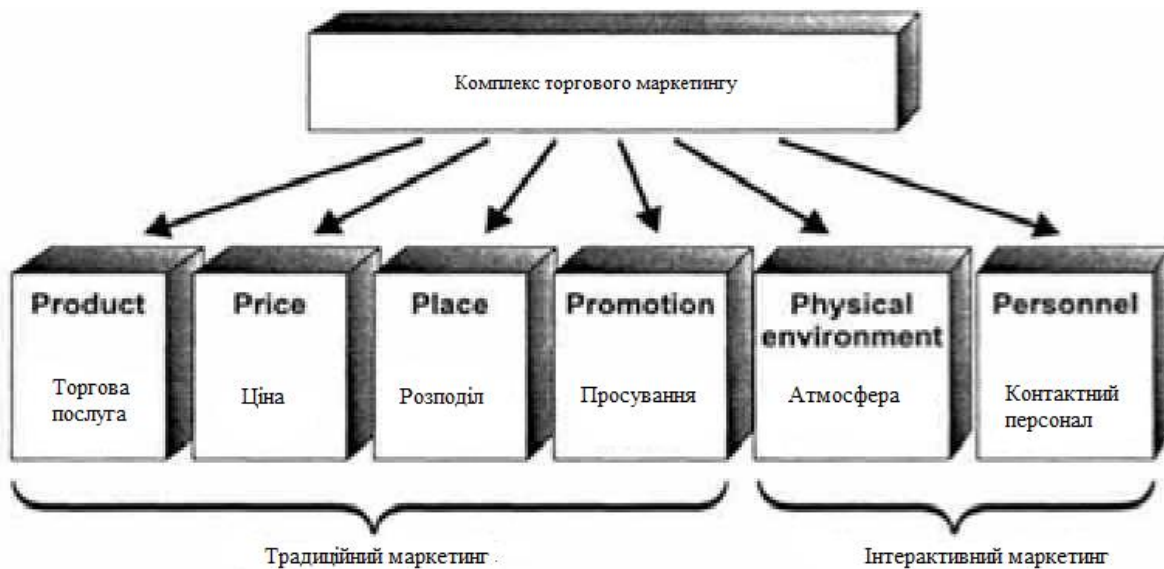 Комплекс торгового маркетингу
Product
Торгова
послуга
Price
Ціна
Place
Розподіл
Promotion
Просування
Physical
environment
Атмосфера
Personnel
Контактний
персонал
Традиційний маркетинг
Інтерактивний маркетинг